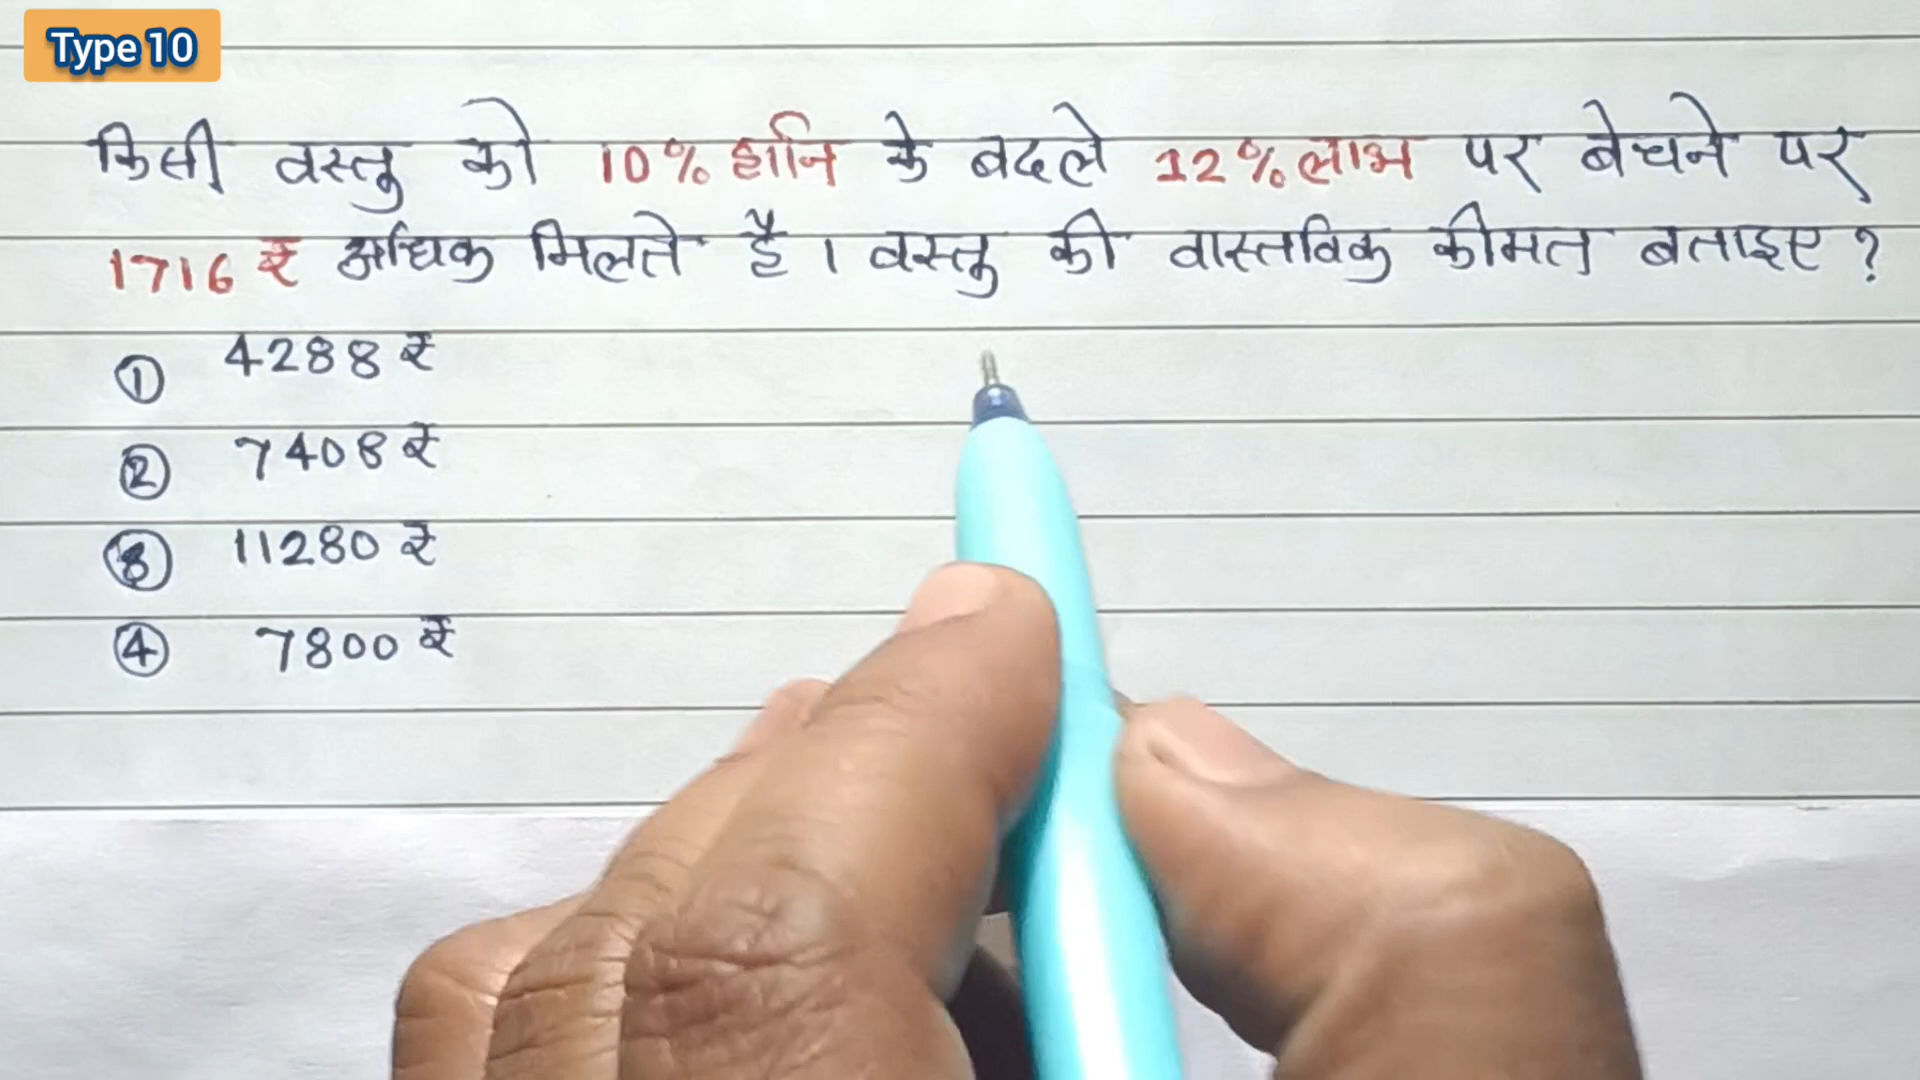 Type 10
किसी वस्तु को 10% हानि के बदले 12% लाभ पर बेचने पर
1716 ₹ अधिक मिलते है। वस्तु की वास्तविक कीमत बताइए ?
① 4288 ₹
② 7408 ₹
③ 11280 ₹
④ 7800 ₹